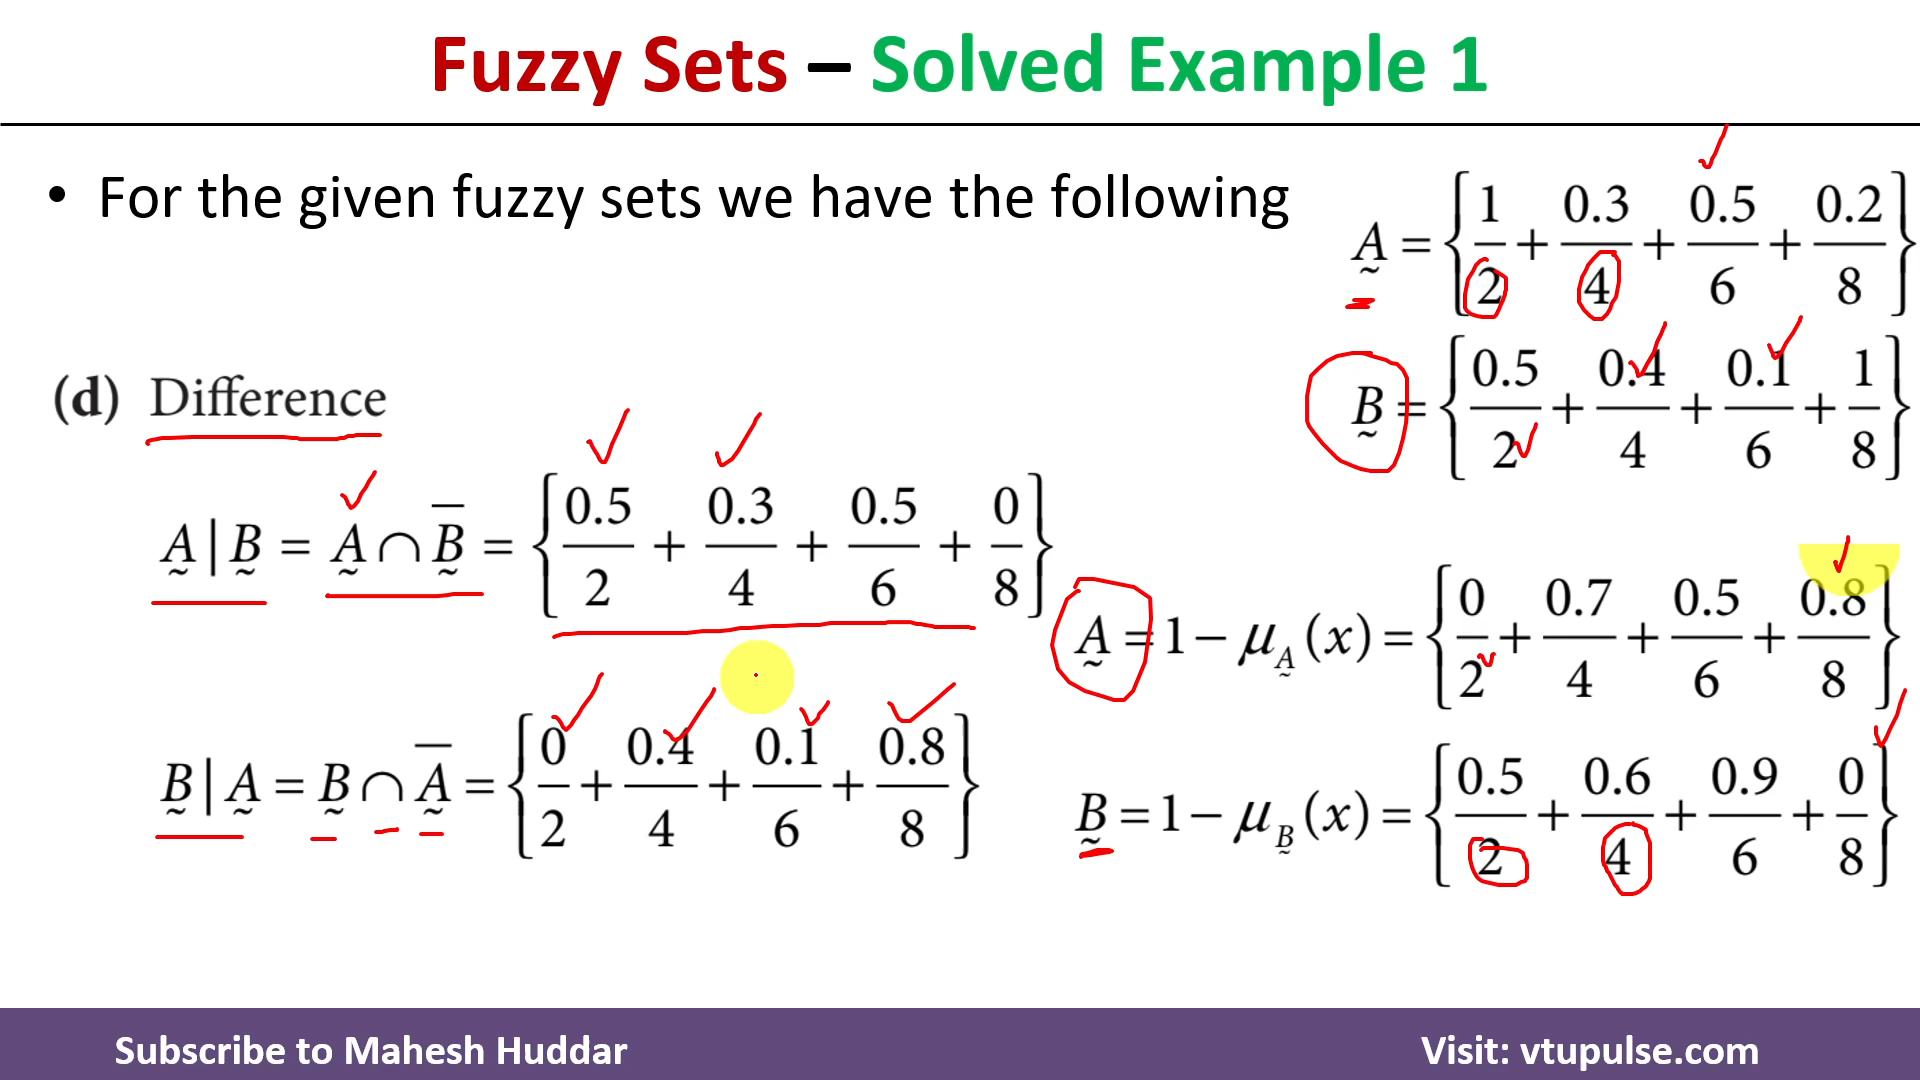 Fuzzy Sets – Solved Example 1
• For the given fuzzy sets we have the following
A̰ = {1/2 + 0.3/4 + 0.5/6 + 0.2/8}
B̰ = {0.5/2 + 0.4/4 + 0.1/6 + 1/8}
(d) Difference
A̰ | B̰ = A̰ ∩ B̰̅ = {0.5/2 + 0.3/4 + 0.5/6 + 0/8}
A̰ = 1 − μ_A̰ (x) = {0/2 + 0.7/4 + 0.5/6 + 0.8/8}
B̰ | A̰ = B̰ ∩ A̰̅ = {0/2 + 0.4/4 + 0.1/6 + 0.8/8}
B̰ = 1 − μ_B̰ (x) = {0.5/2 + 0.6/4 + 0.9/6 + 0/8}
Subscribe to Mahesh Huddar
Visit: vtupulse.com